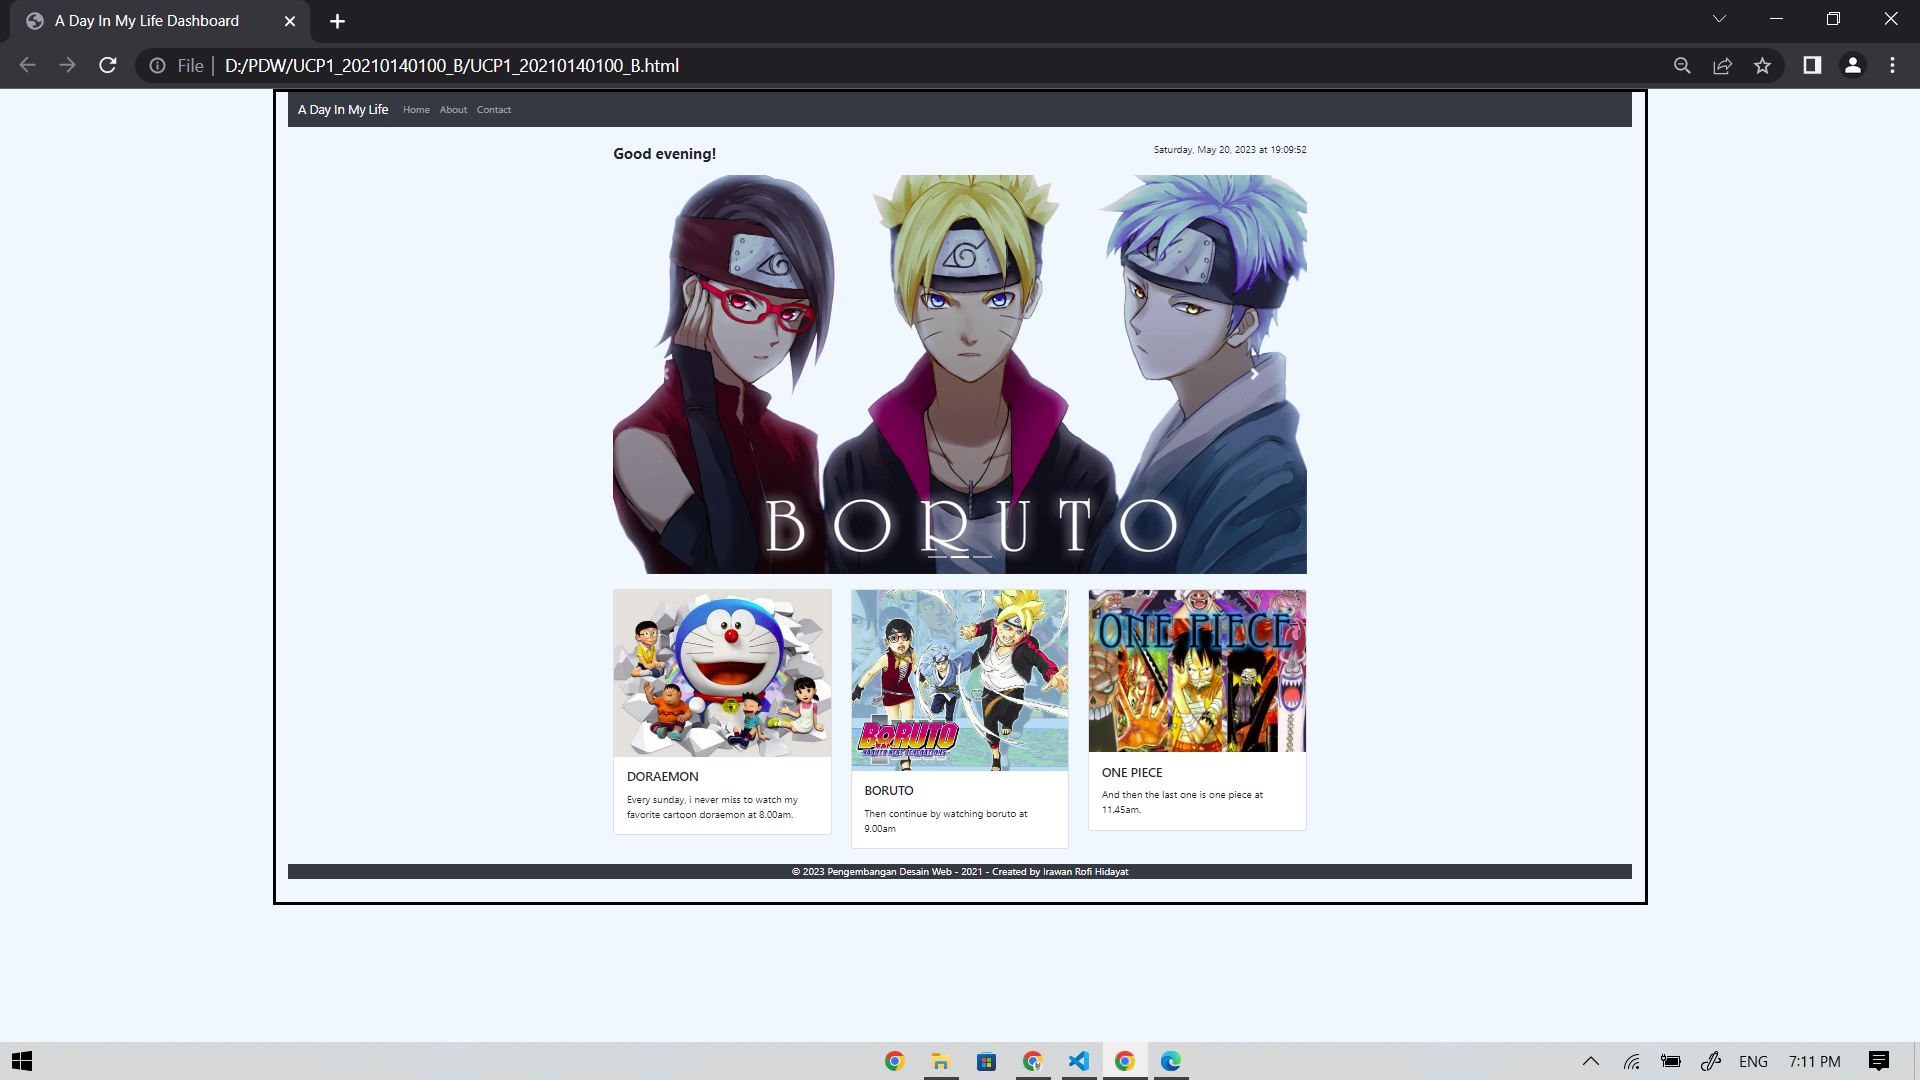 A Day In My Life Dashboard
File
D:/PDW/UCP1_20210140100_B/UCP1_20210140100_B.html
A Day In My Life Home About Contact
Good evening!
Saturday, May 20, 2023 at 19:09:52
BORUTO
BORUTO
NARUTO NEXT GENERATIONS
ONE PIECE
DORAEMON
Every sunday, i never miss to watch my
favorite cartoon doraemon at 8.00am.
BORUTO
Then continue by watching boruto at
9.00am
ONE PIECE
And then the last one is one piece at
11.45am.
© 2023 Pengembangan Desain Web - 2021 - Created by Irawan Rofi Hidayat
ENG
7:11 PM